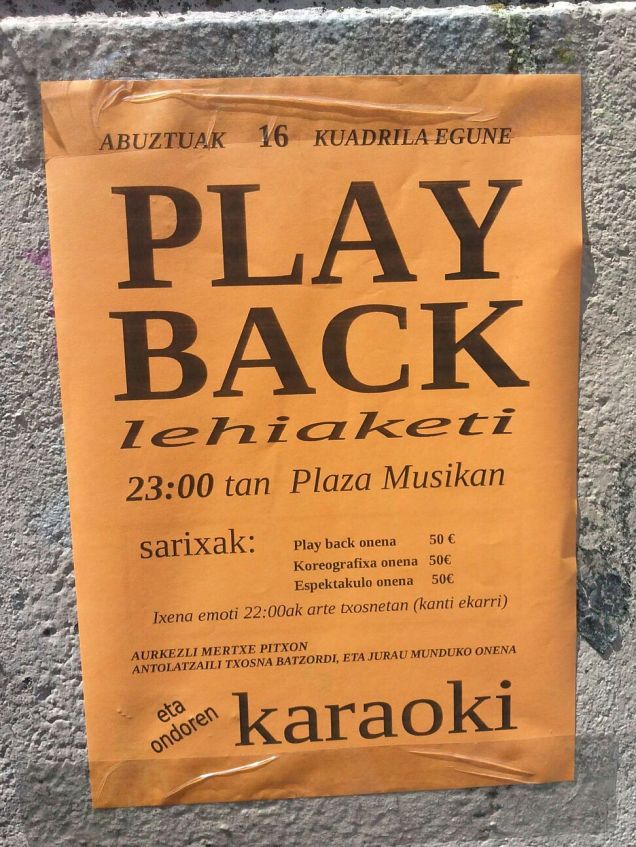 ABUZTUAK 16 KUADRILA EGUNE
PLAY
BACK
lehiaketi
23:00 tan Plaza Musikan
sarixak:
Play back onena 50 €
Koreografixa onena 50€
Espektakulo onena 50€
Ixena emoti 22:00ak arte txosnetan (kanti ekarri)
AURKEZLI MERTXE PITXON
ANTOLATZAILI TXOSNA BATZORDI, ETA JURAU MUNDUKO ONENA
eta
ondoren
karaoki